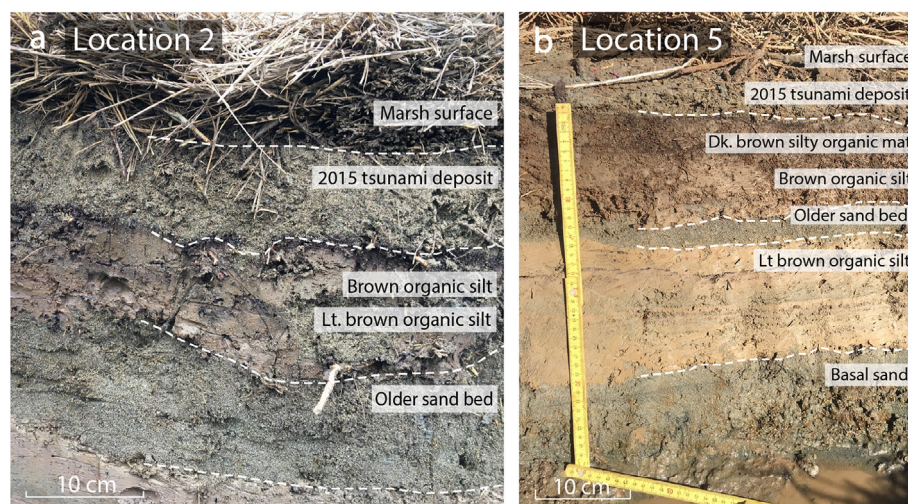 a Location 2
Marsh surface
2015 tsunami deposit
Brown organic silt
Lt. brown organic silt
Older sand bed
10 cm
b Location 5
Marsh surface
2015 tsunami deposit
Dk. brown silty organic mat
Brown organic silt
Older sand bed
Lt brown organic silt
Basal sand
10 cm